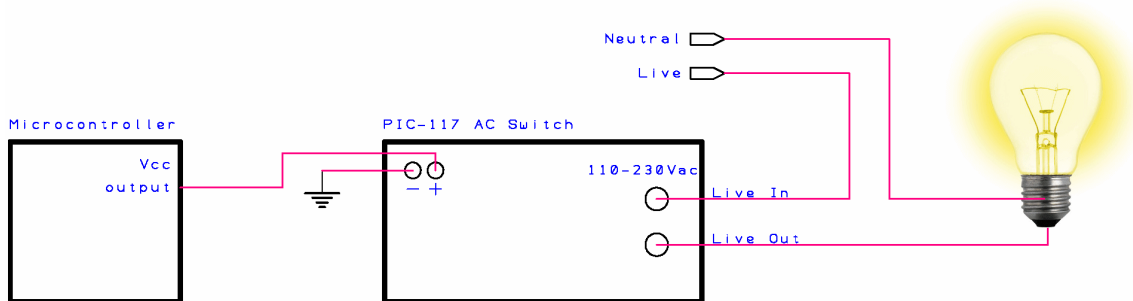 Neutral
Live
Microcontroller
PIC-117 AC Switch
Vcc
output
- +
110-230Vac
Live In
Live Out